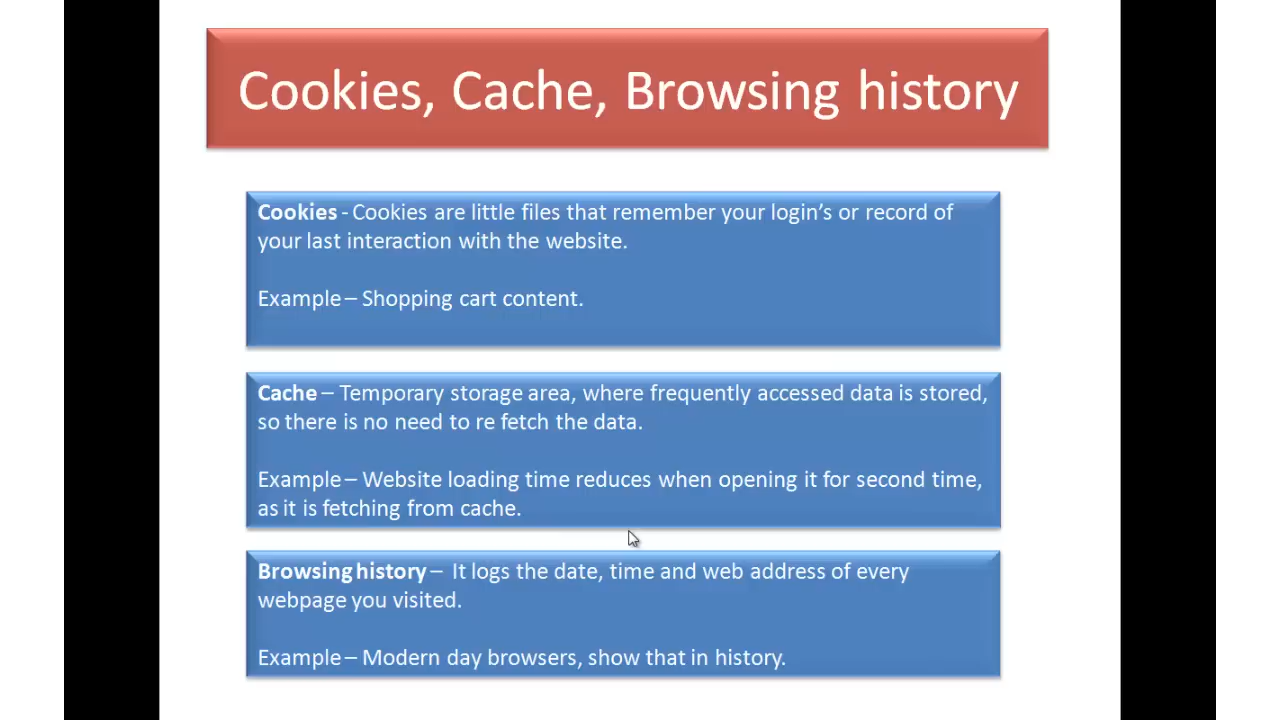 Cookies, Cache, Browsing history
Cookies - Cookies are little files that remember your login's or record of
your last interaction with the website.
Example – Shopping cart content.
Cache – Temporary storage area, where frequently accessed data is stored,
so there is no need to re fetch the data.
Example – Website loading time reduces when opening it for second time,
as it is fetching from cache.
Browsing history – It logs the date, time and web address of every
webpage you visited.
Example – Modern day browsers, show that in history.